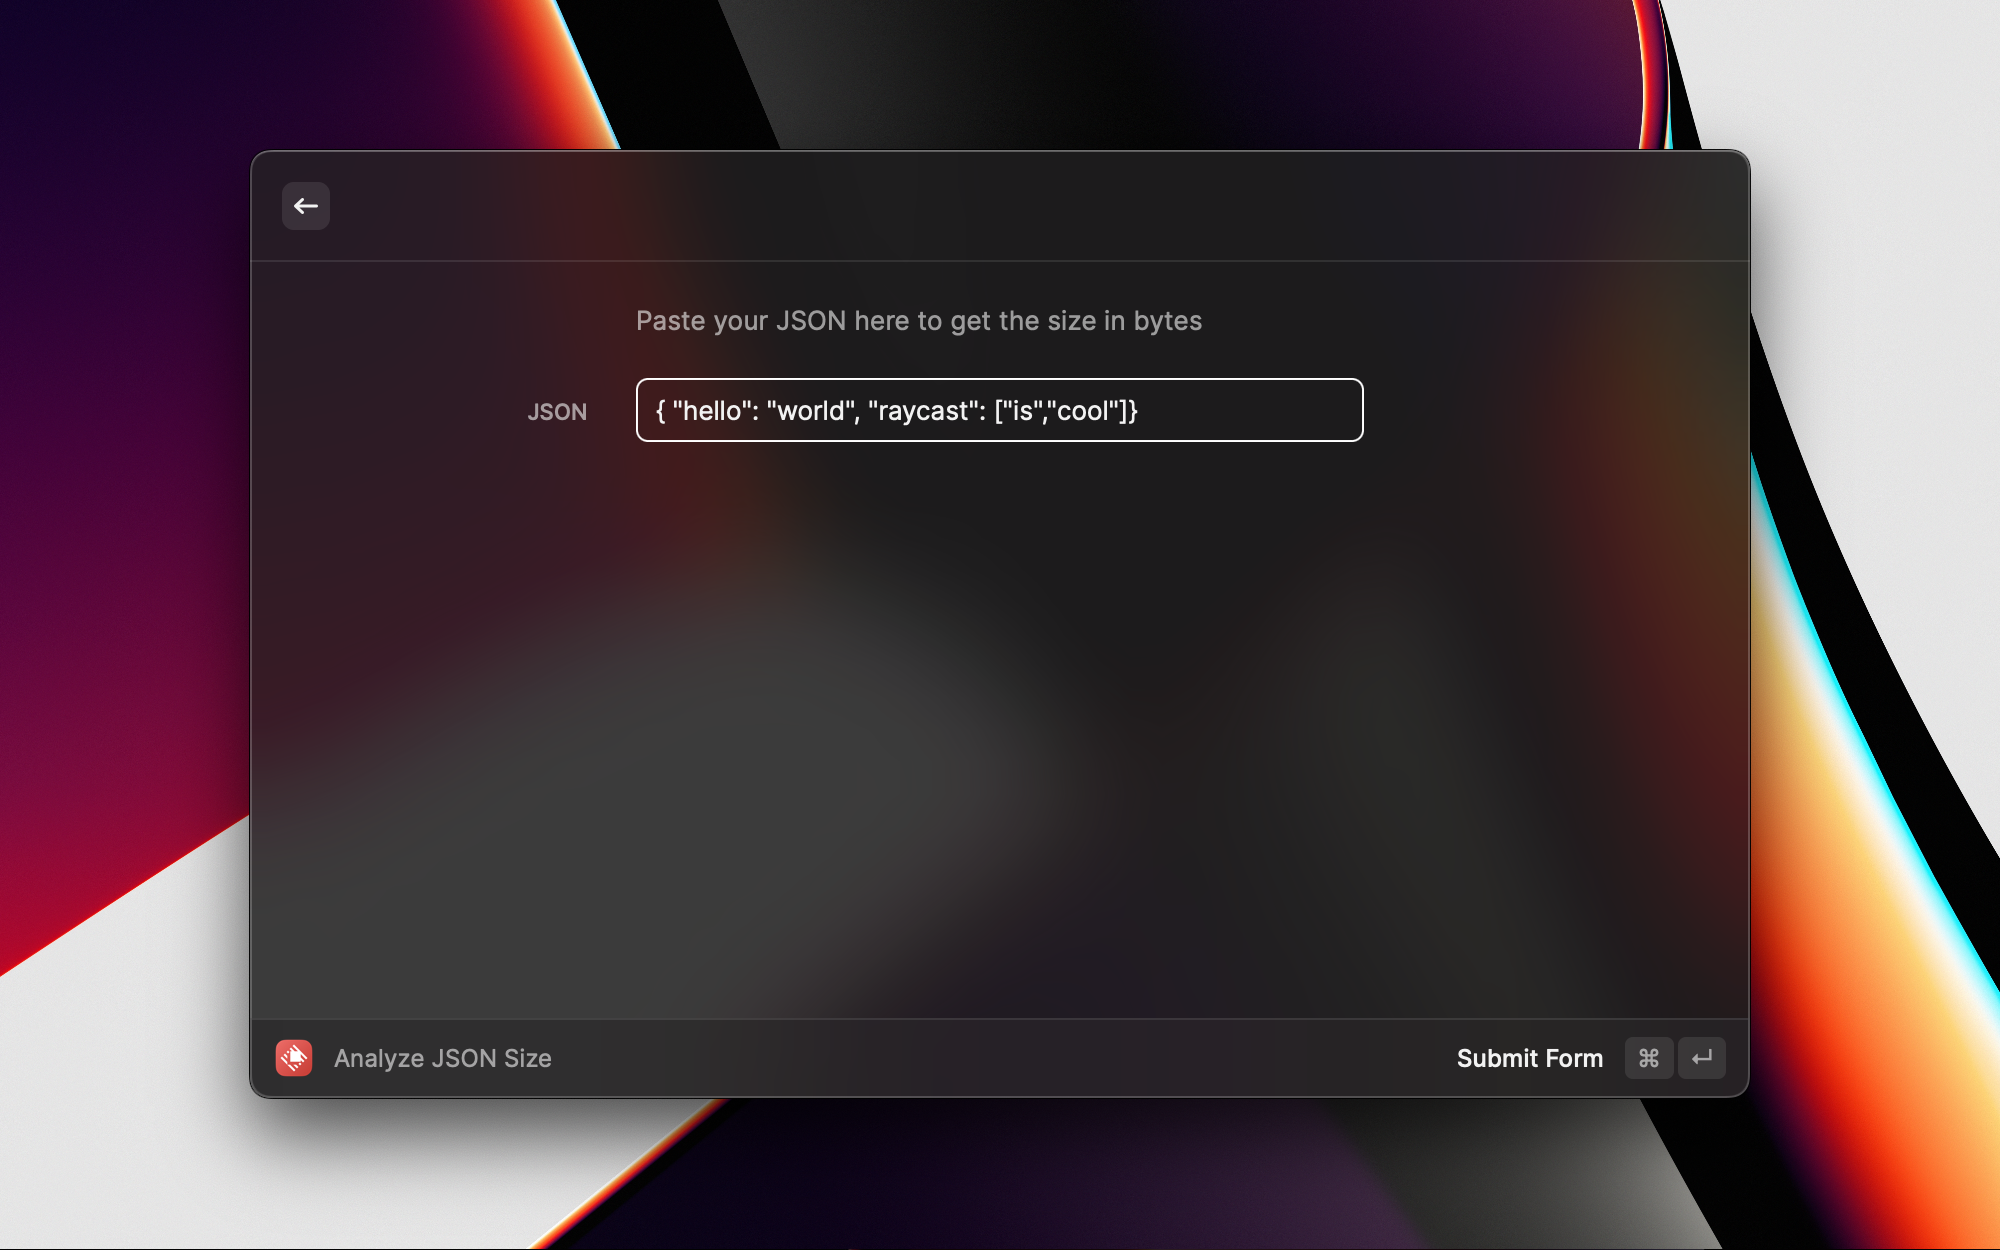 Paste your JSON here to get the size in bytes
JSON
{ "hello": "world", "raycast": ["is","cool"]}
Analyze JSON Size
Submit Form ⌘ ↵